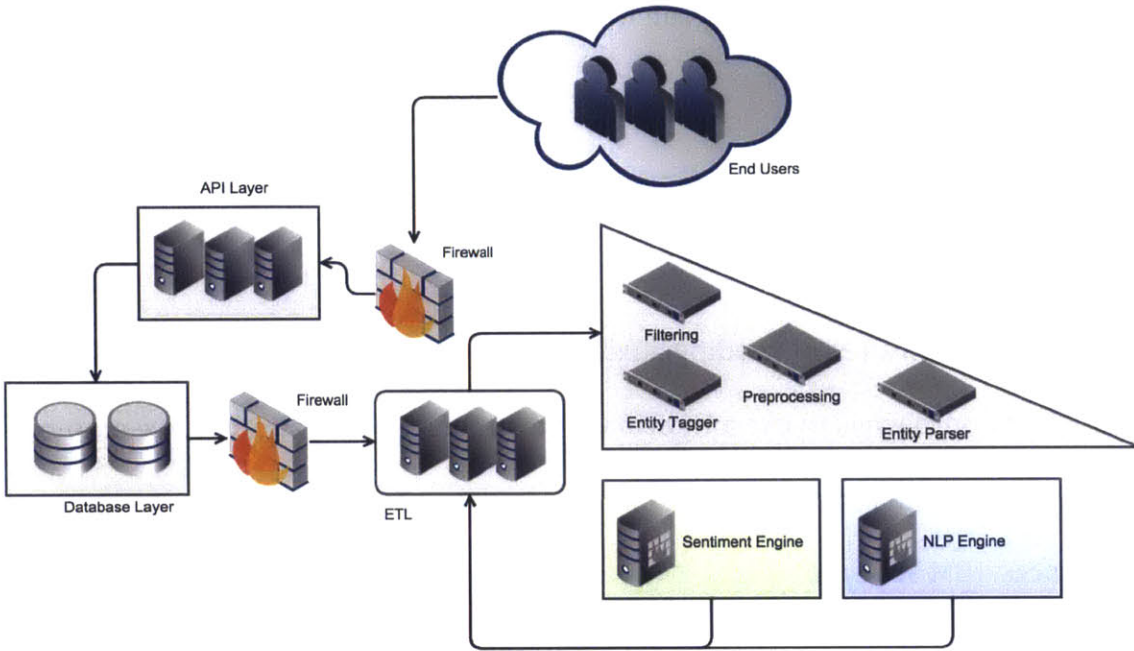 End Users
API Layer
Firewall
Filtering
Entity Tagger
Preprocessing
Entity Parser
Firewall
Database Layer
ETL
Sentiment Engine
NLP Engine